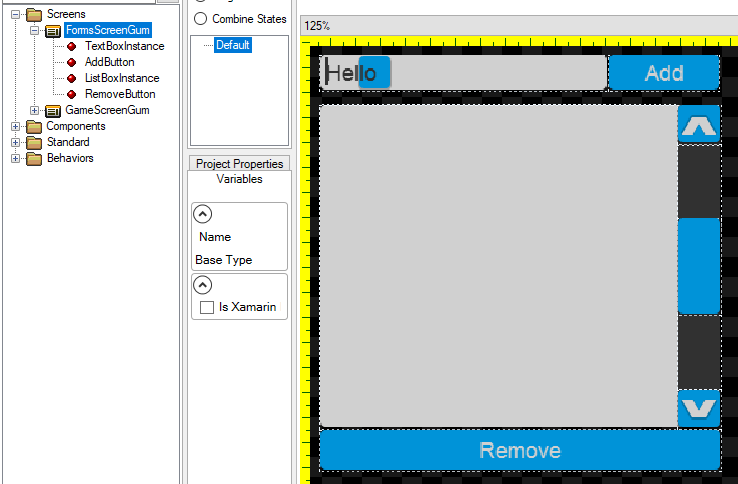 Screens
FormsScreenGum
TextBoxInstance
AddButton
ListBoxInstance
RemoveButton
GameScreenGum
Components
Standard
Behaviors
Combine States
Default
Project Properties
Variables
Name
Base Type
Is Xamarin
125%
Hello
Add
Remove